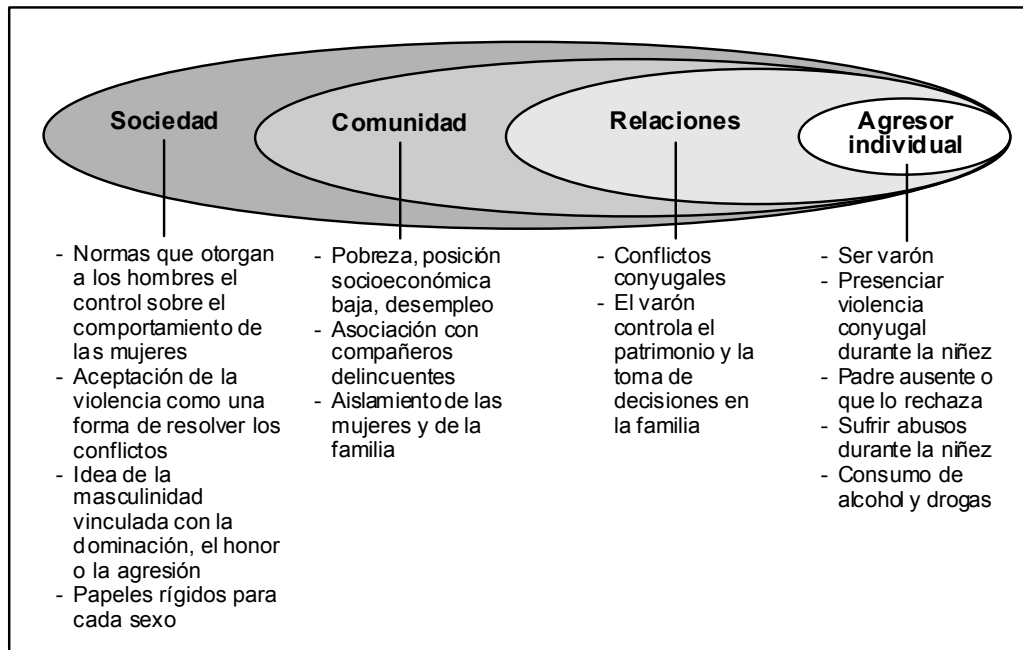 Sociedad
Comunidad
Relaciones
Agresor
individual
- Normas que otorgan
a los hombres el
control sobre el
comportamiento de
las mujeres
- Aceptación de la
violencia como una
forma de resolver los
conflictos
- Idea de la
masculinidad
vinculada con la
dominación, el honor
o la agresión
- Papeles rígidos para
cada sexo
- Pobreza, posición
socioeconómica
baja, desempleo
- Asociación con
compañeros
delincuentes
- Aislamiento de las
mujeres y de la
familia
- Conflictos
conyugales
- El varón
controla el
patrimonio y la
toma de
decisiones en
la familia
- Ser varón
- Presenciar
violencia
conyugal
durante la niñez
- Padre ausente o
que lo rechaza
- Sufrir abusos
durante la niñez
- Consumo de
alcohol y drogas